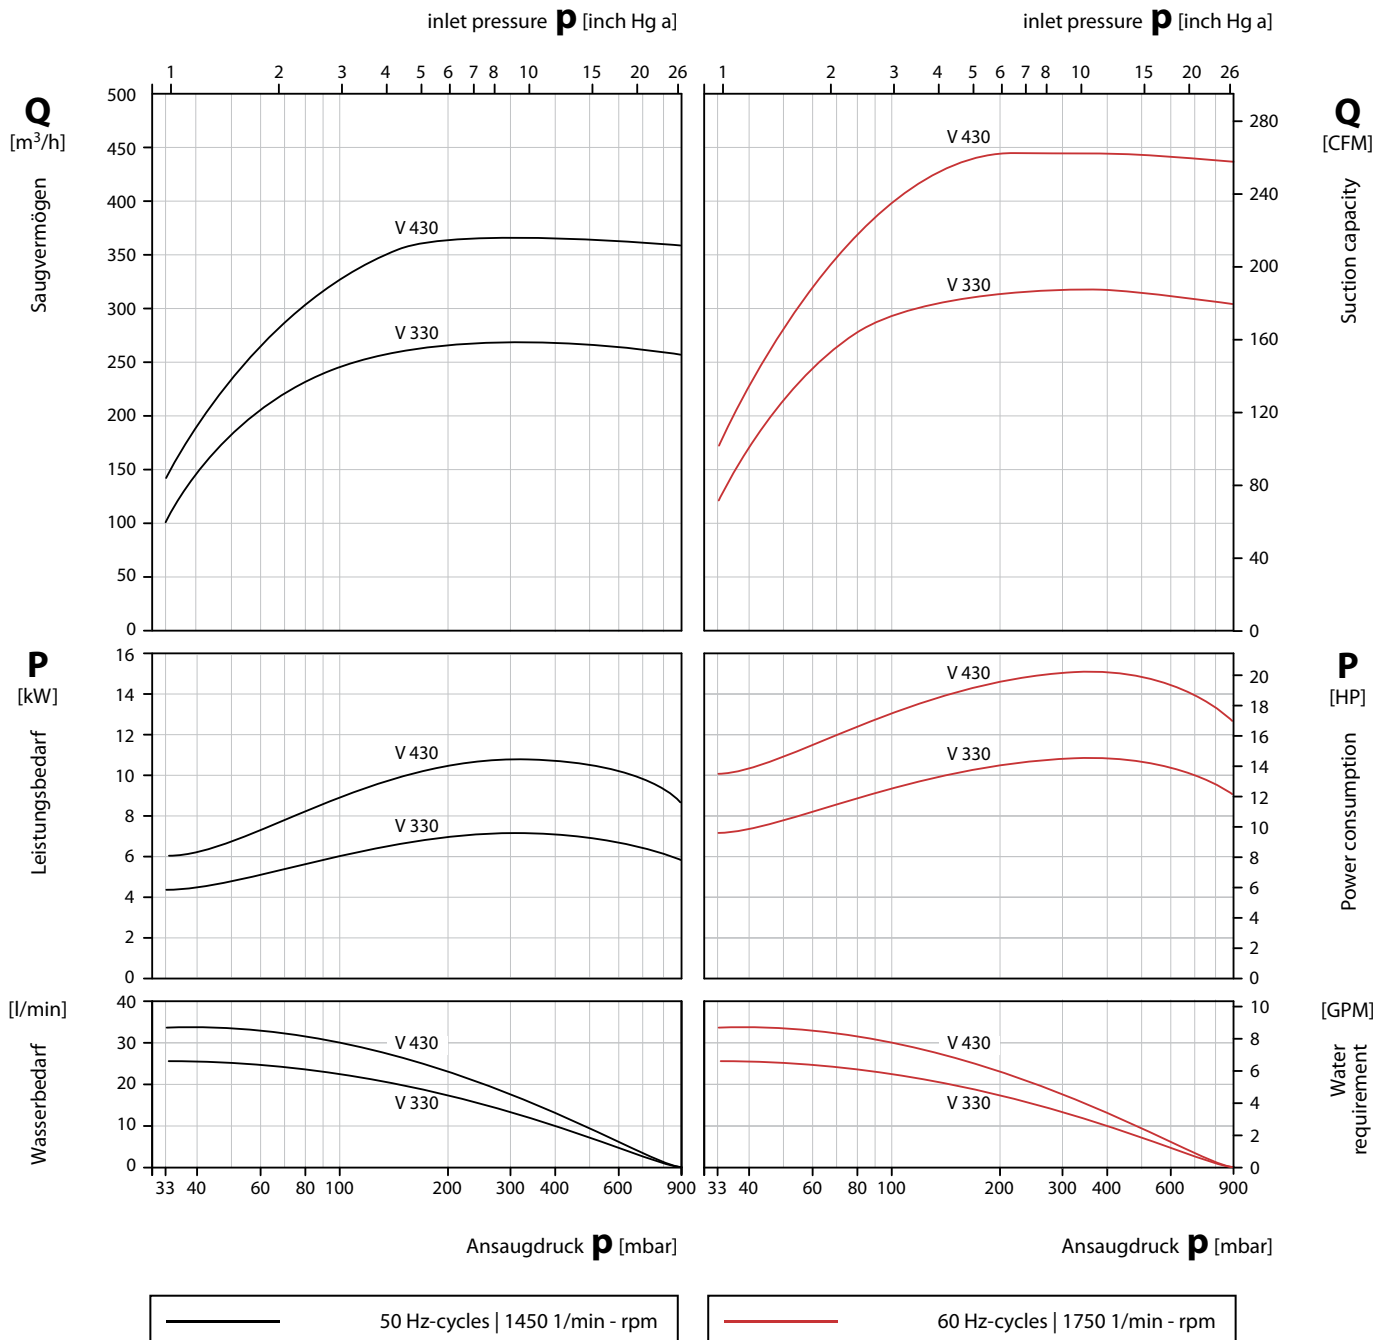 inlet pressure p [inch Hg a] inlet pressure p [inch Hg a]
1 2 3 4 5 6 7 8 10 15 20 26 1 2 3 4 5 6 7 8 10 15 20 26
Q
[m³/h]
Saugvermögen
500
450
400
350
300
250
200
150
100
50
0
V 430
V 330
V 430
V 330
280
240
200
160
120
80
40
0
Q
[CFM]
Suction capacity
P
[kW]
Leistungsbedarf
16
14
12
10
8
6
4
2
0
V 430
V 330
V 430
V 330
20
18
16
14
12
10
8
6
4
2
0
P
[HP]
Power consumption
[l/min]
Wasserbedarf
40
30
20
10
0
V 430
V 330
V 430
V 330
10
8
6
4
2
0
[GPM]
Water
requirement
33 40 60 80 100 200 300 400 600 900 33 40 60 80 100 200 300 400 600 900
Ansaugdruck p [mbar] Ansaugdruck p [mbar]
50 Hz-cycles | 1450 1/min - rpm 60 Hz-cycles | 1750 1/min - rpm